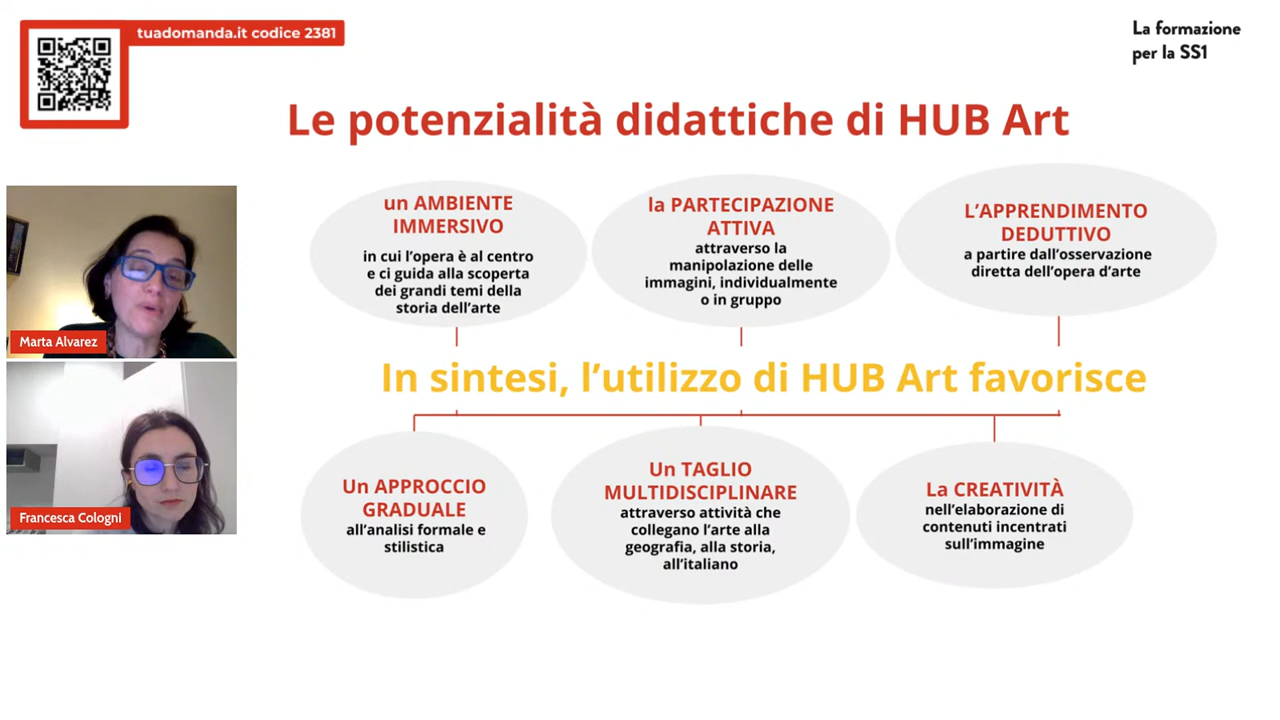 tuadomanda.it codice 2381
La formazione
per la SS1
Le potenzialità didattiche di HUB Art
un AMBIENTE
IMMERSIVO
in cui l'opera è al centro
e ci guida alla scoperta
dei grandi temi della
storia dell'arte
la PARTECIPAZIONE
ATTIVA
attraverso la
manipolazione delle
immagini, individualmente
o in gruppo
L'APPRENDIMENTO
DEDUTTIVO
a partire dall'osservazione
diretta dell'opera d'arte
Marta Alvarez
In sintesi, l'utilizzo di HUB Art favorisce
Un APPROCCIO
GRADUALE
all'analisi formale e
stilistica
Un TAGLIO
MULTIDISCIPLINARE
attraverso attività che
collegano l'arte alla
geografia, alla storia,
all'italiano
La CREATIVITÀ
nell'elaborazione di
contenuti incentrati
sull'immagine
Francesca Cologni